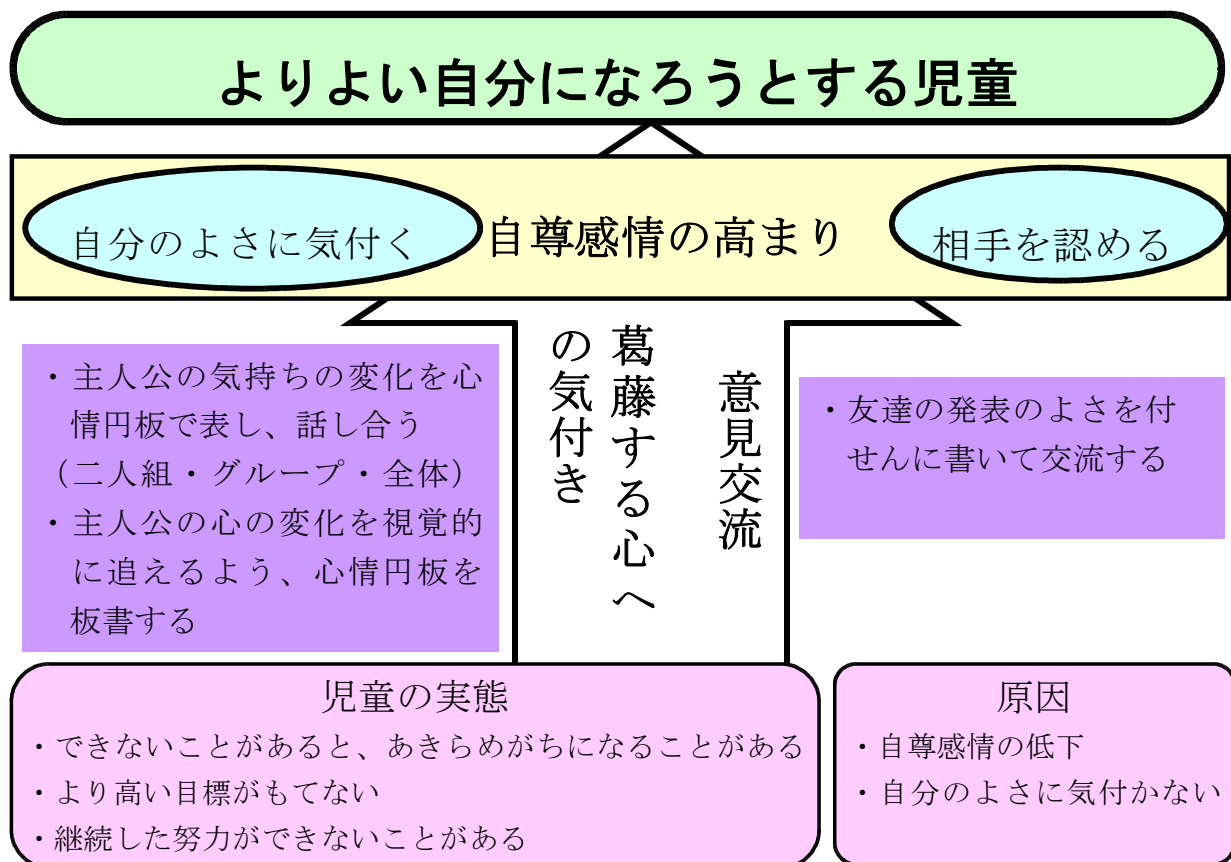 よりよい自分になろうとする児童
自分のよさに気付く
自尊感情の高まり
相手を認める
・主人公の気持ちの変化を心
情円板で表し、話し合う
（二人組・グループ・全体）
・主人公の心の変化を視覚的
に追えるよう、心情円板を
板書する
意見交流
葛藤する心へ
の気付き
・友達の発表のよさを付
せんに書いて交流する
児童の実態
・できないことがあると、あきらめがちになることがある
・より高い目標がもてない
・継続した努力ができないことがある
原因
・自尊感情の低下
・自分のよさに気付かない